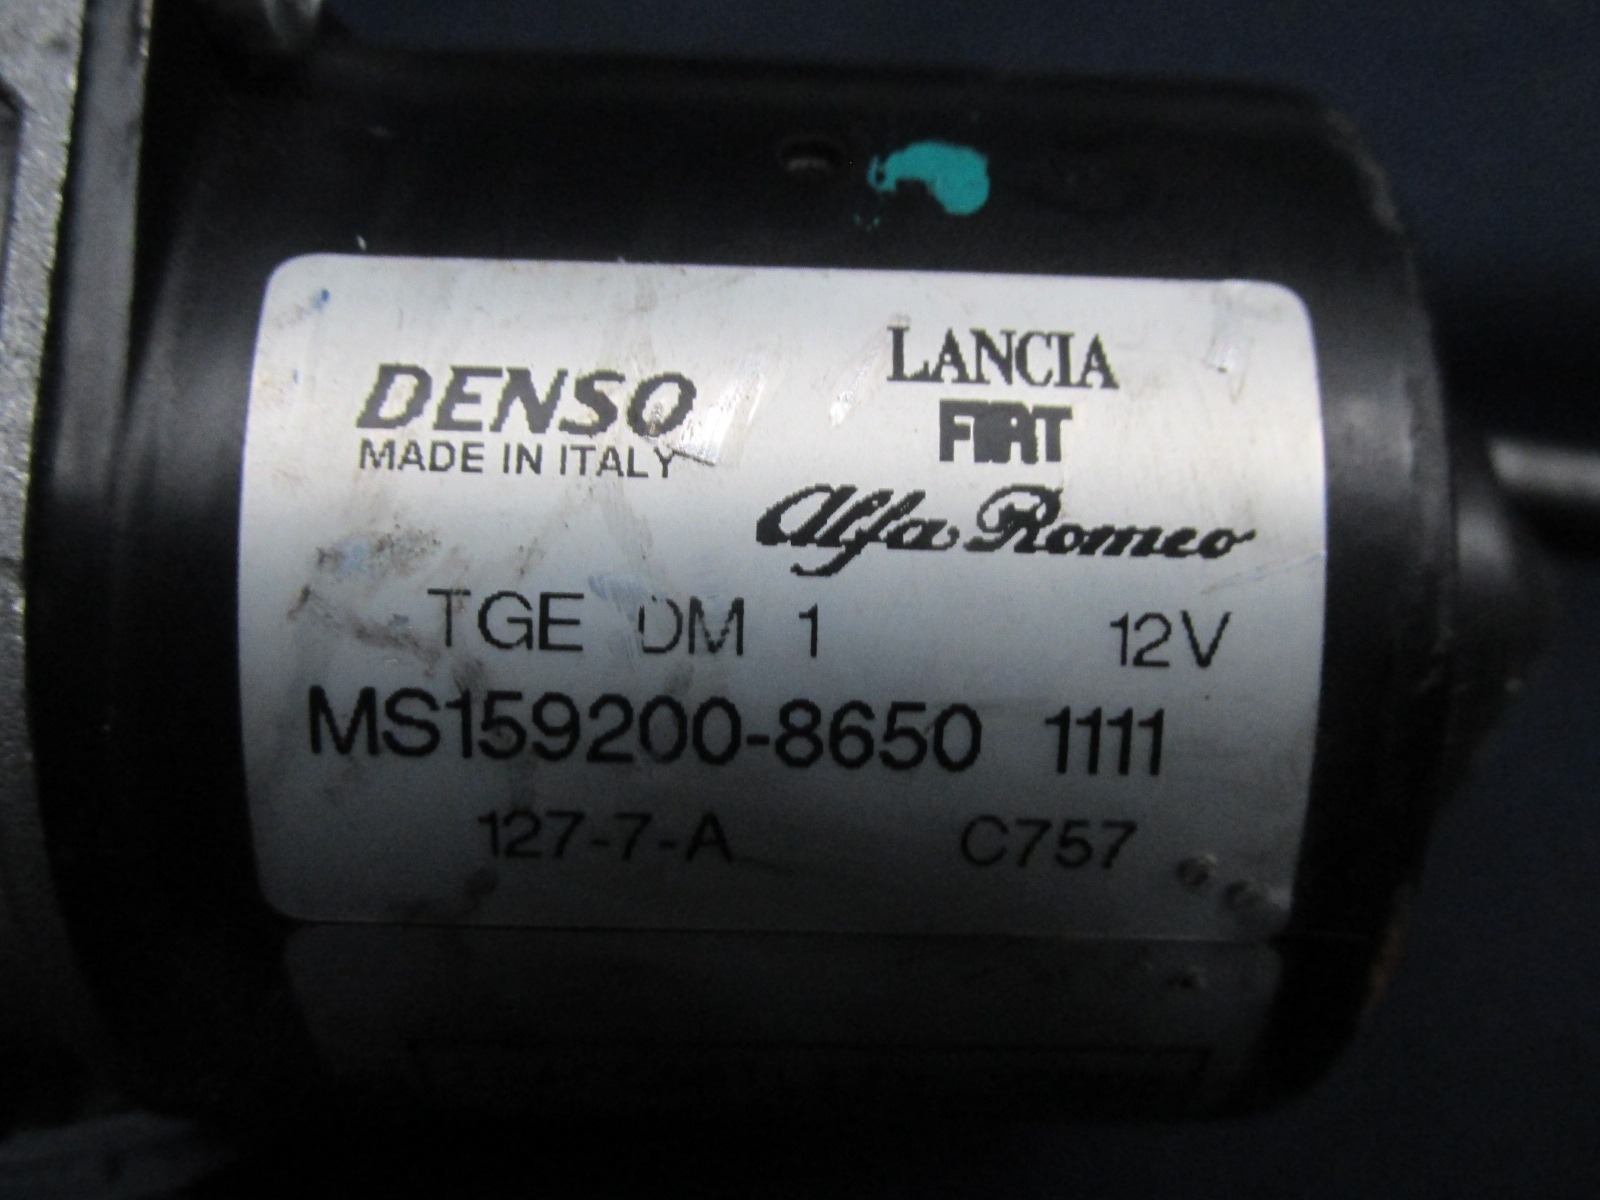 DENSO
MADE IN ITALY
LANCIA
FIAT
Alfa Romeo
TGE DM 1 12V
MS159200-8650 1111
127-7-A C757